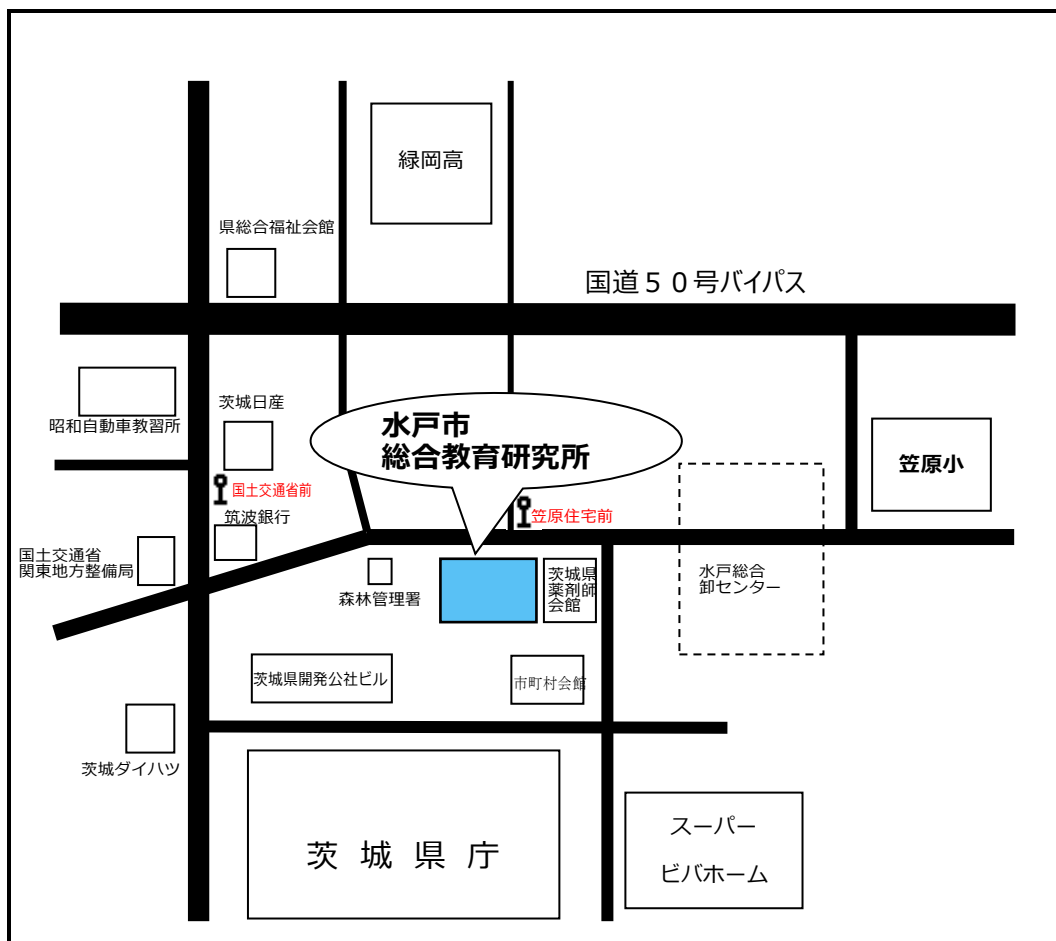 緑岡高
県総合福祉会館
国道５０号バイパス
昭和自動車教習所
茨城日産
水戸市
総合教育研究所
笠原小
国土交通省前
筑波銀行
笠原住宅前
国土交通省
関東地方整備局
森林管理署
茨城県
薬剤師
会館
水戸総合
卸センター
茨城県開発公社ビル
市町村会館
茨城ダイハツ
茨城県庁
スーパー
ビバホーム